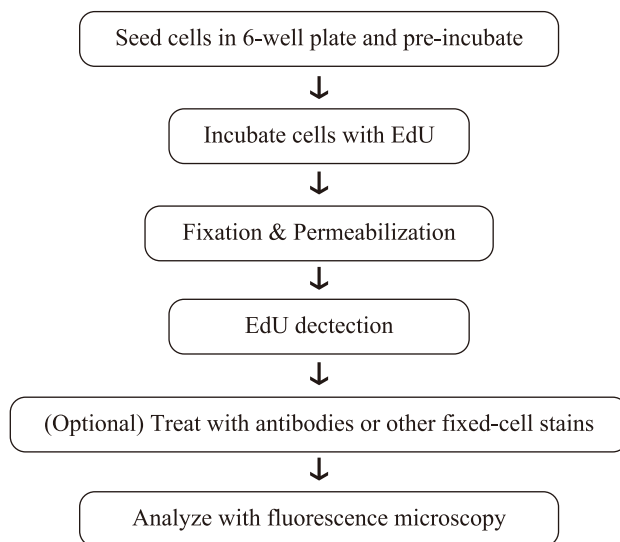 Seed cells in 6-well plate and pre-incubate
Incubate cells with EdU
Fixation & Permeabilization
EdU dectection
(Optional) Treat with antibodies or other fixed-cell stains
Analyze with fluorescence microscopy